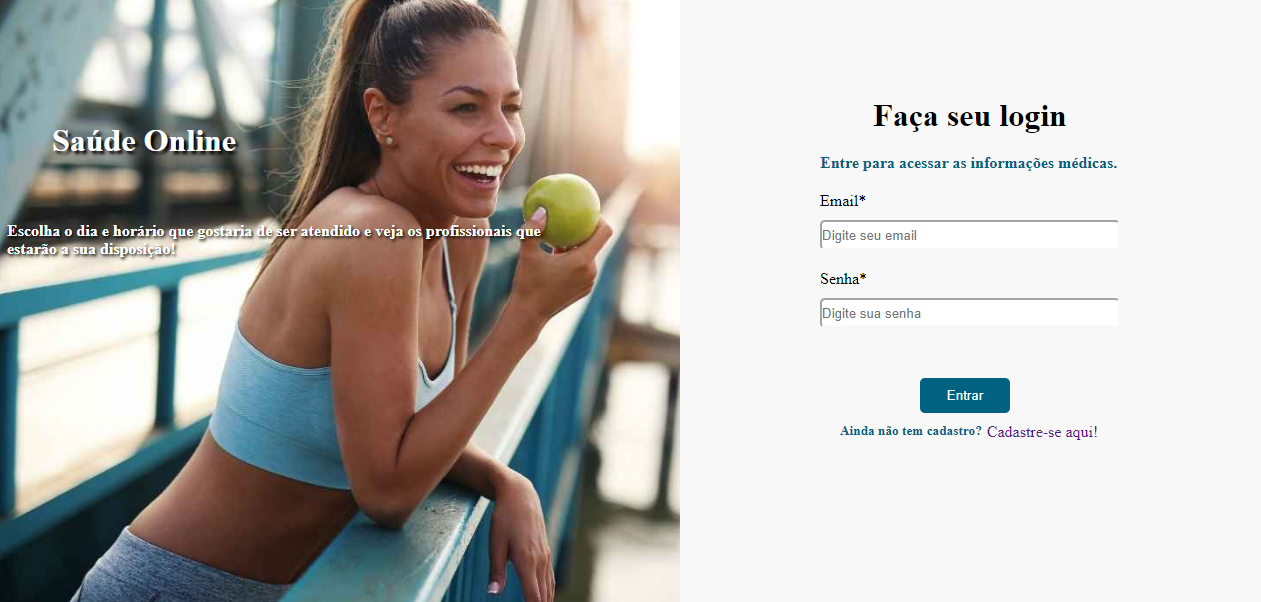 Saúde Online
Escolha o dia e horário que gostaria de ser atendido e veja os profissionais que
estarão a sua disposição!
Faça seu login
Entre para acessar as informações médicas.
Email*
Digite seu email
Senha*
Digite sua senha
Entrar
Ainda não tem cadastro? Cadastre-se aqui!